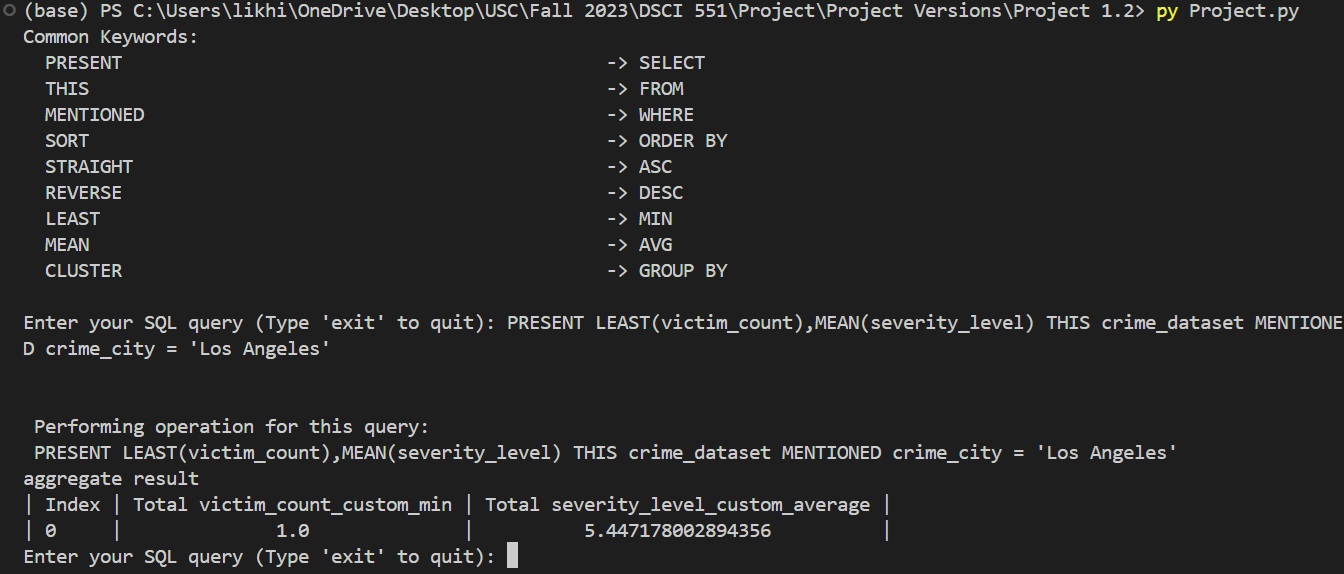 (base) PS C:\Users\likhi\OneDrive\Desktop\USC\Fall 2023\DSCI 551\Project\Project Versions\Project 1.2> py Project.py
Common Keywords:
  PRESENT                                            -> SELECT
  THIS                                               -> FROM
  MENTIONED                                          -> WHERE
  SORT                                               -> ORDER BY
  STRAIGHT                                           -> ASC
  REVERSE                                            -> DESC
  LEAST                                              -> MIN
  MEAN                                               -> AVG
  CLUSTER                                            -> GROUP BY
Enter your SQL query (Type 'exit' to quit): PRESENT LEAST(victim_count),MEAN(severity_level) THIS crime_dataset MENTIONE
D crime_city = 'Los Angeles'
 Performing operation for this query:
 PRESENT LEAST(victim_count),MEAN(severity_level) THIS crime_dataset MENTIONED crime_city = 'Los Angeles'
aggregate result
| Index | Total victim_count_custom_min | Total severity_level_custom_average |
| 0     |              1.0              |          5.447178002894356          |
Enter your SQL query (Type 'exit' to quit):